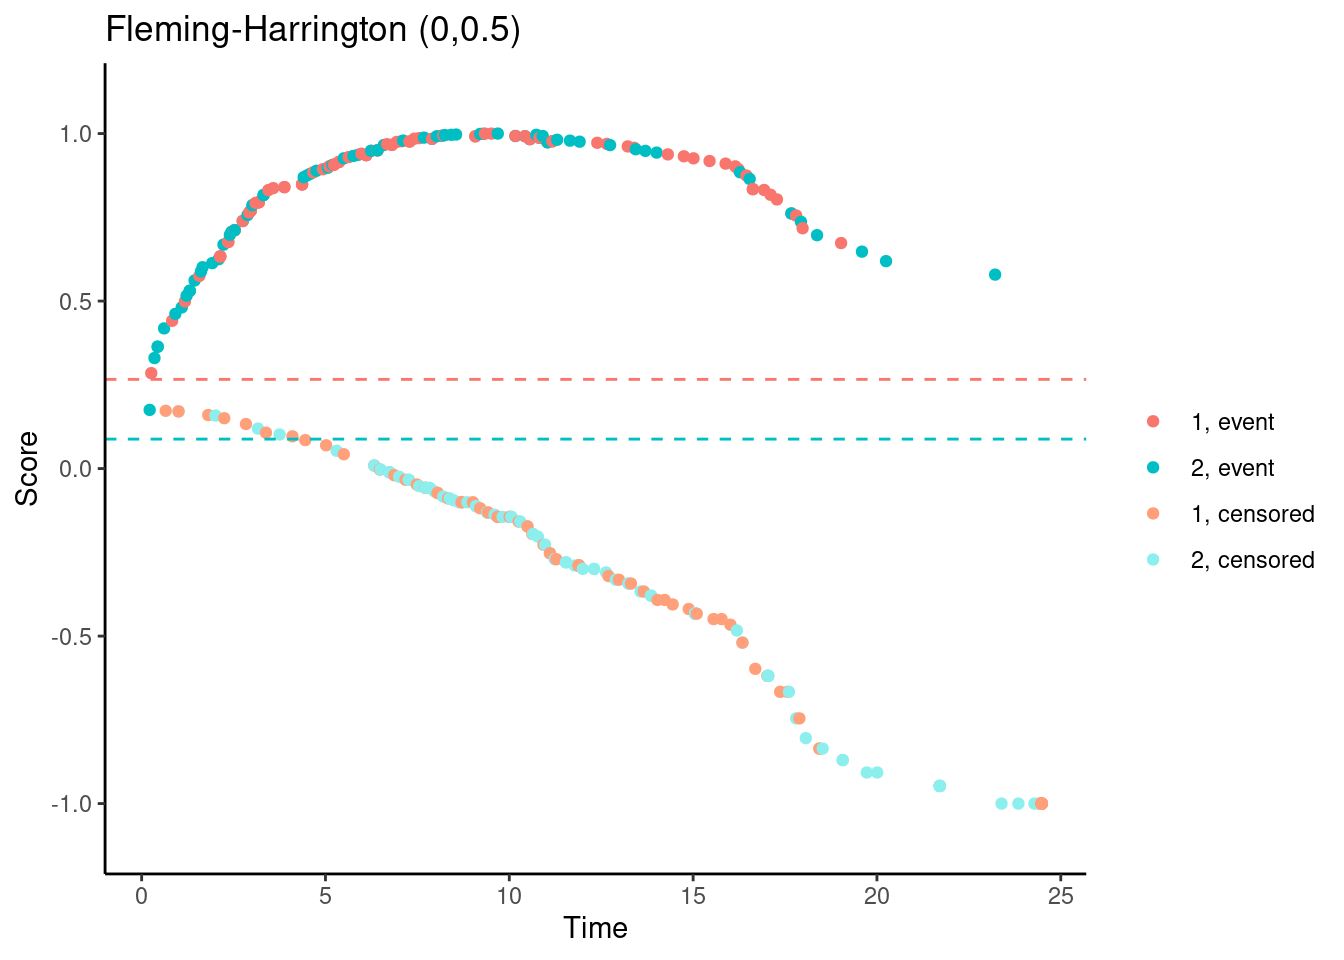 Fleming-Harrington (0,0.5)
Score
1.0
0.5
0.0
-0.5
-1.0
0 5 10 15 20 25
Time
1, event
2, event
1, censored
2, censored